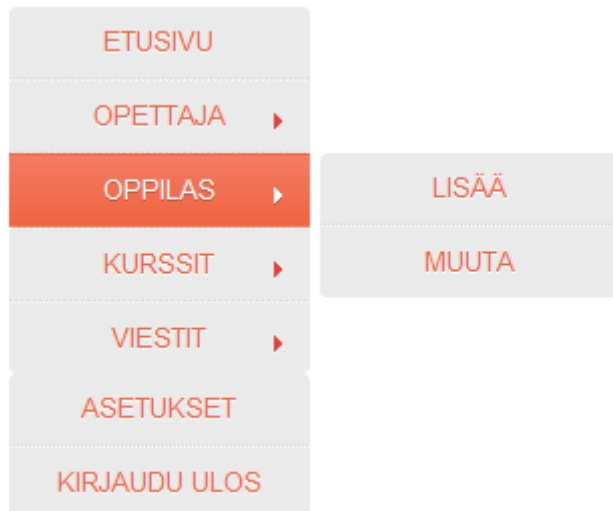 ETUSIVU
OPETTAJA
OPPILAS
LISÄÄ
KURSSIT
MUUTA
VIESTIT
ASETUKSET
KIRJAUDU ULOS